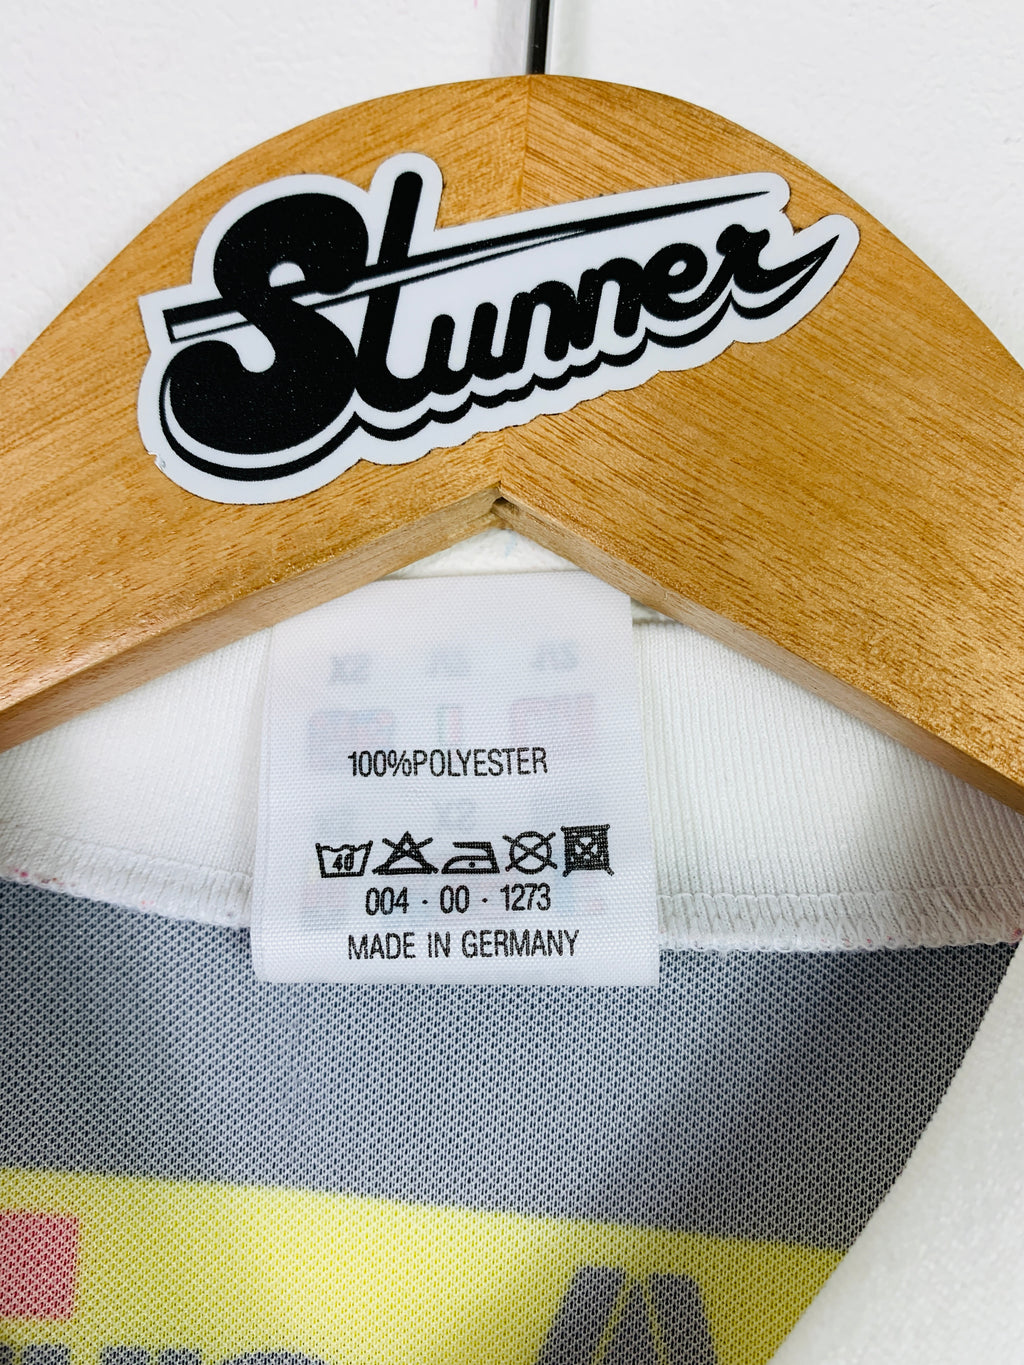 Stunner
100%POLYESTER
40
004 · 00 · 1273
MADE IN GERMANY